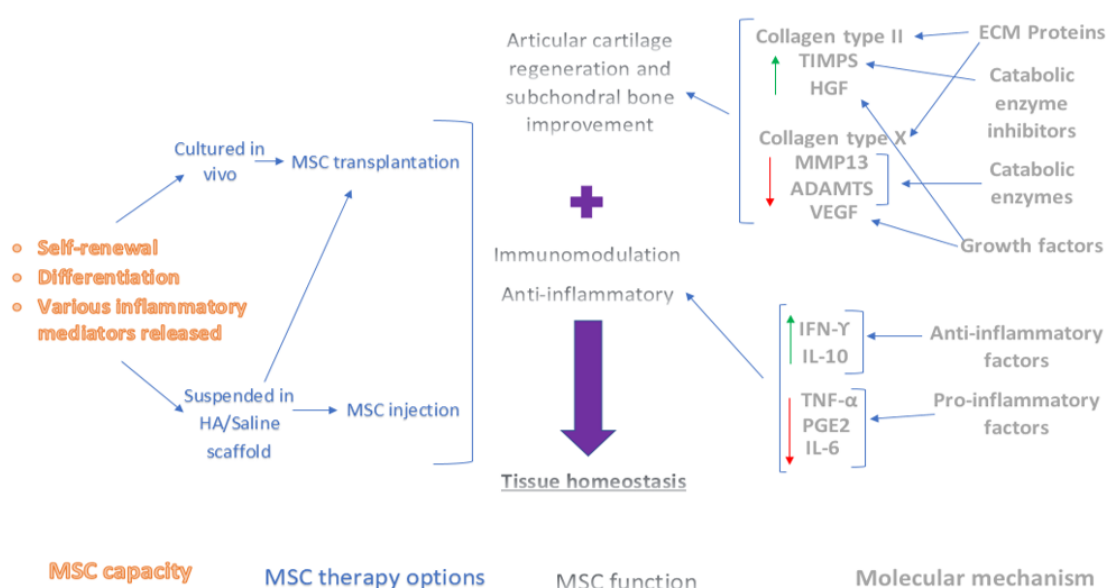 Self-renewal
Differentiation
Various inflammatory
mediators released
Cultured in
vivo
MSC transplantation
Suspended in
HA/Saline
scaffold
MSC injection
Articular cartilage
regeneration and
subchondral bone
improvement
Immunomodulation
Anti-inflammatory
Tissue homeostasis
Collagen type II
TIMPS
HGF
Collagen type X
MMP13
ADAMTS
VEGF
ECM Proteins
Catabolic
enzyme
inhibitors
Catabolic
enzymes
Growth factors
IFN-ϒ
IL-10
Anti-inflammatory
factors
TNF-α
PGE2
IL-6
Pro-inflammatory
factors
MSC capacity
MSC therapy options
MSC function
Molecular mechanism